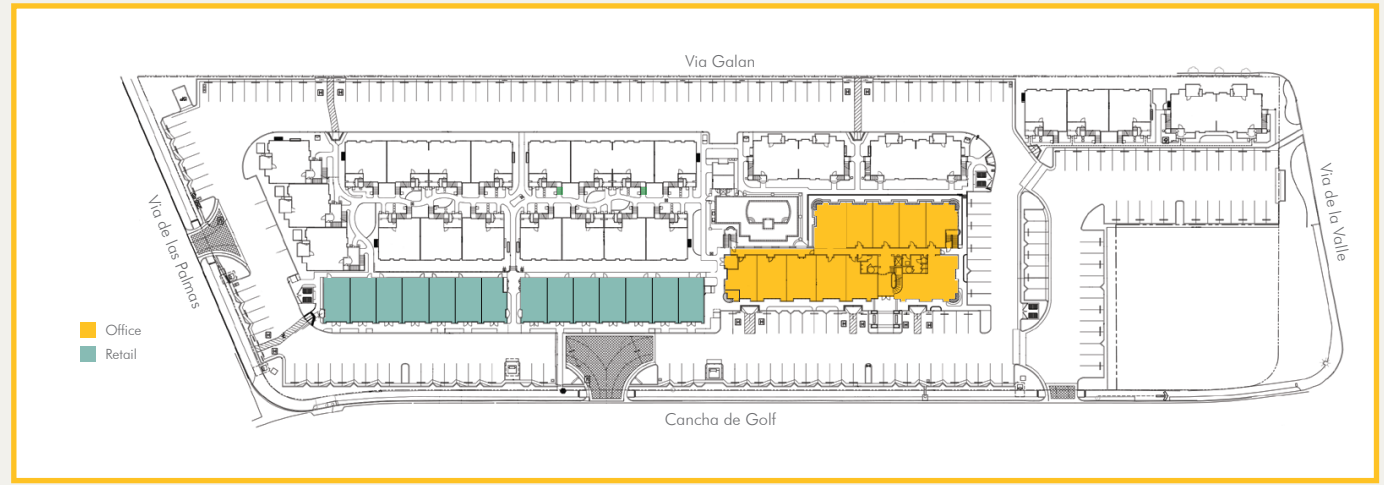 Via Galan
Via de las Palmas
Via de la Valle
Office
Retail
Cancha de Golf